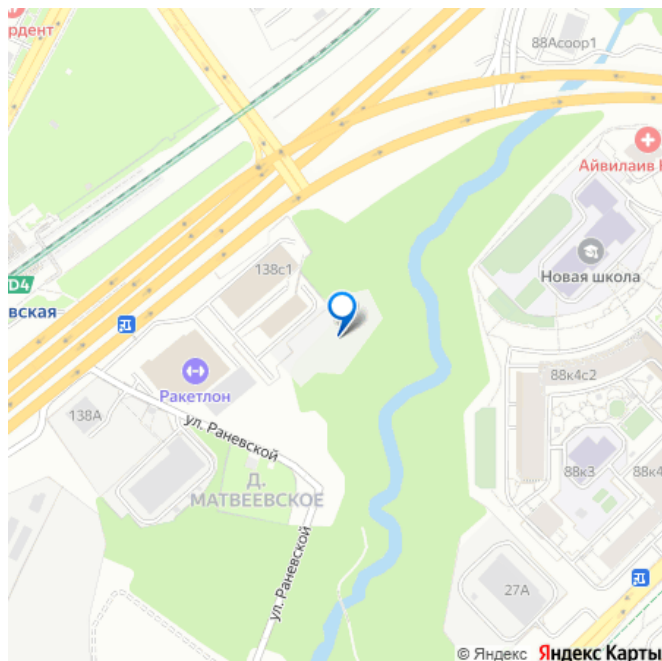 рдент
88Асоор1
Айвилаив К
Новая школа
138с1
D4
вская
Ракетлон
88к4с2
138А
ул. Раневской
Д.
МАТВЕЕВСКОЕ
88к3
88к4
ул. Раневской
27А
© Яндекс Яндекс Карты